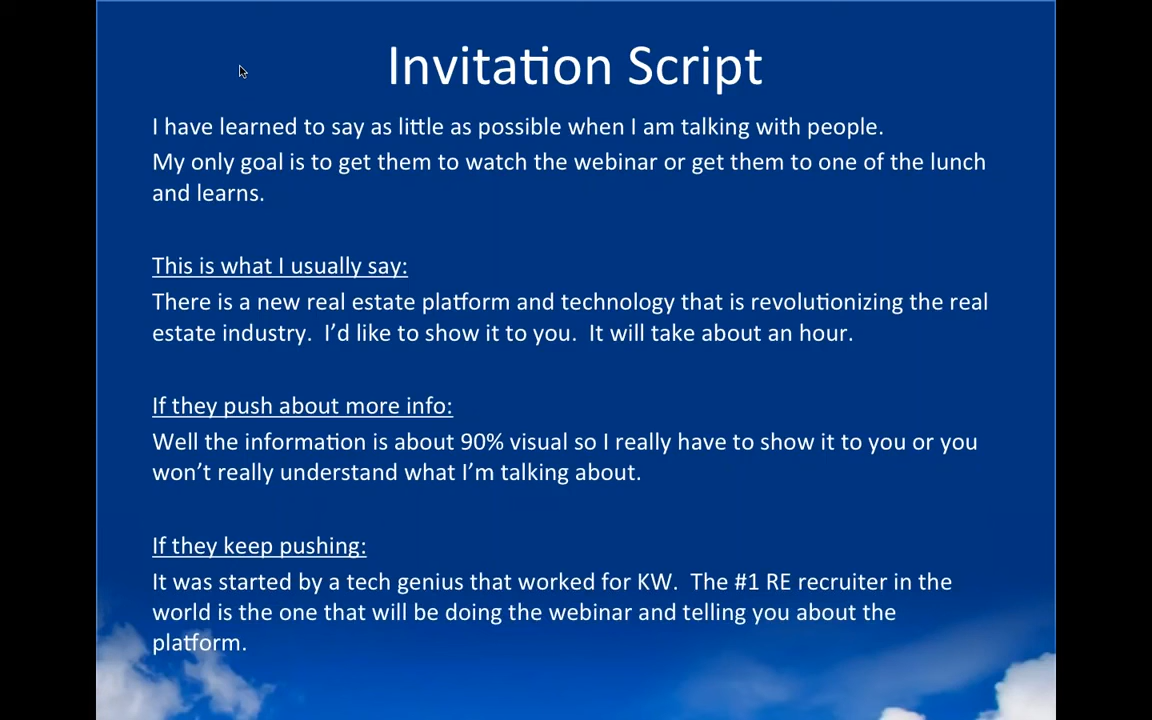 Invitation Script
I have learned to say as little as possible when I am talking with people.
My only goal is to get them to watch the webinar or get them to one of the lunch
and learns.
This is what I usually say:
There is a new real estate platform and technology that is revolutionizing the real
estate industry.  I’d like to show it to you.  It will take about an hour.
If they push about more info:
Well the information is about 90% visual so I really have to show it to you or you
won’t really understand what I’m talking about.
If they keep pushing:
It was started by a tech genius that worked for KW.  The #1 RE recruiter in the
world is the one that will be doing the webinar and telling you about the
platform.